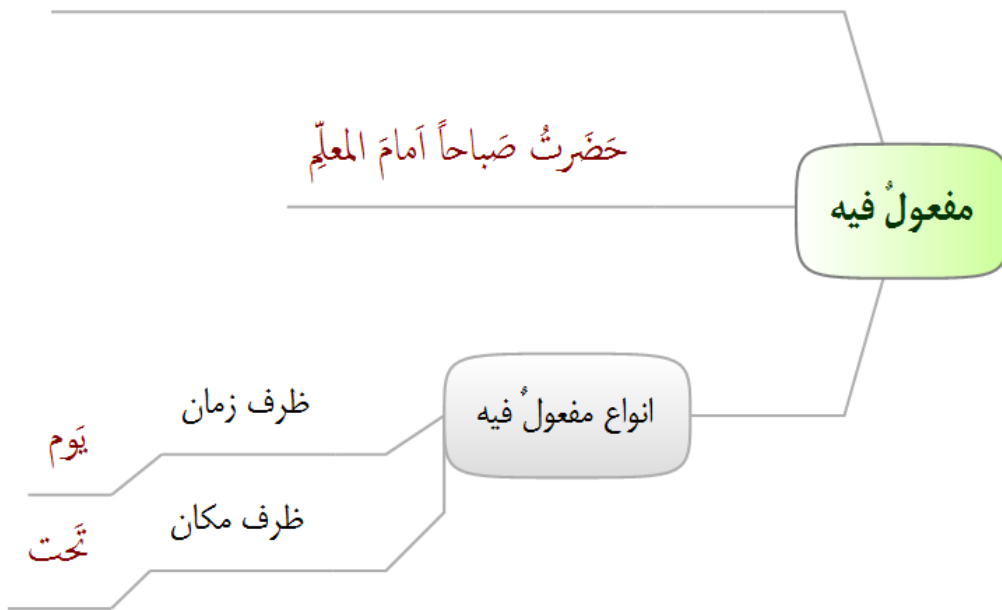 حَضَرتُ صَباحاً اَمامَ المعلِّمِ
مفعولٌ فیه
انواع مفعولٌ فیه
ظرف زمان
یَوم
ظرف مکان
تَحت